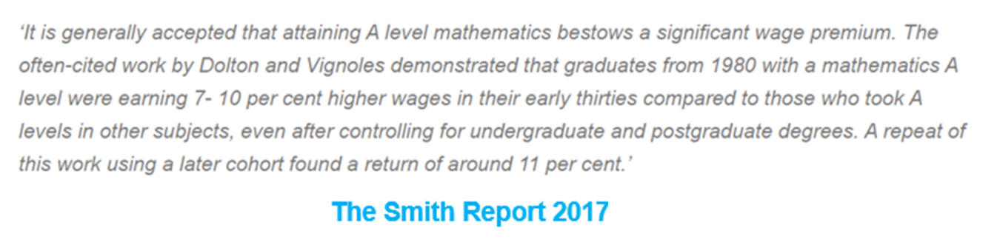 ‘It is generally accepted that attaining A level mathematics bestows a significant wage premium. The
often-cited work by Dolton and Vignoles demonstrated that graduates from 1980 with a mathematics A
level were earning 7- 10 per cent higher wages in their early thirties compared to those who took A
levels in other subjects, even after controlling for undergraduate and postgraduate degrees. A repeat of
this work using a later cohort found a return of around 11 per cent.’
The Smith Report 2017